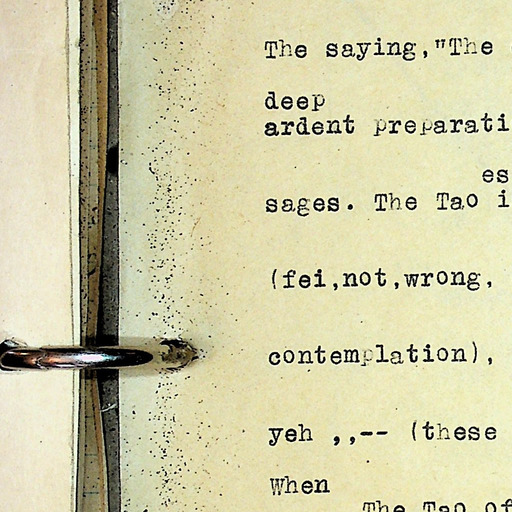 The saying,"The
deep
ardent preparati
es
sages. The Tao i
(fei,not,wrong,
contemplation),
yeh ,,-- (these
When
The Tao of